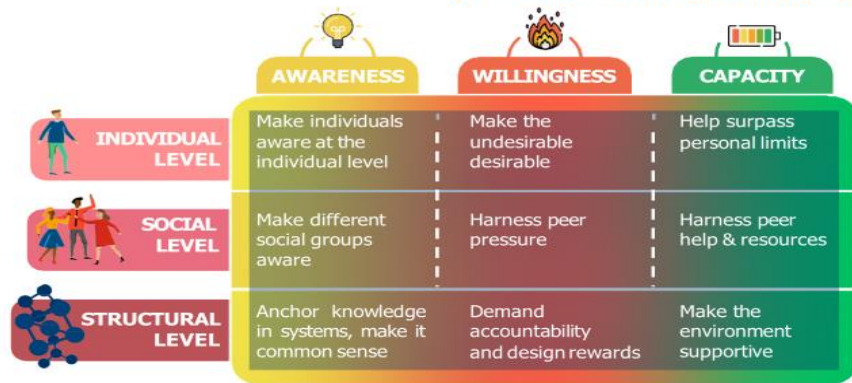 AWARENESS
WILLINGNESS
CAPACITY
INDIVIDUAL
LEVEL
Make individuals
aware at the
individual level
Make the
undesirable
desirable
Help surpass
personal limits
SOCIAL
LEVEL
Make different
social groups
aware
Harness peer
pressure
Harness peer
help & resources
STRUCTURAL
LEVEL
Anchor knowledge
in systems, make it
common sense
Demand
accountability
and design rewards
Make the
environment
supportive